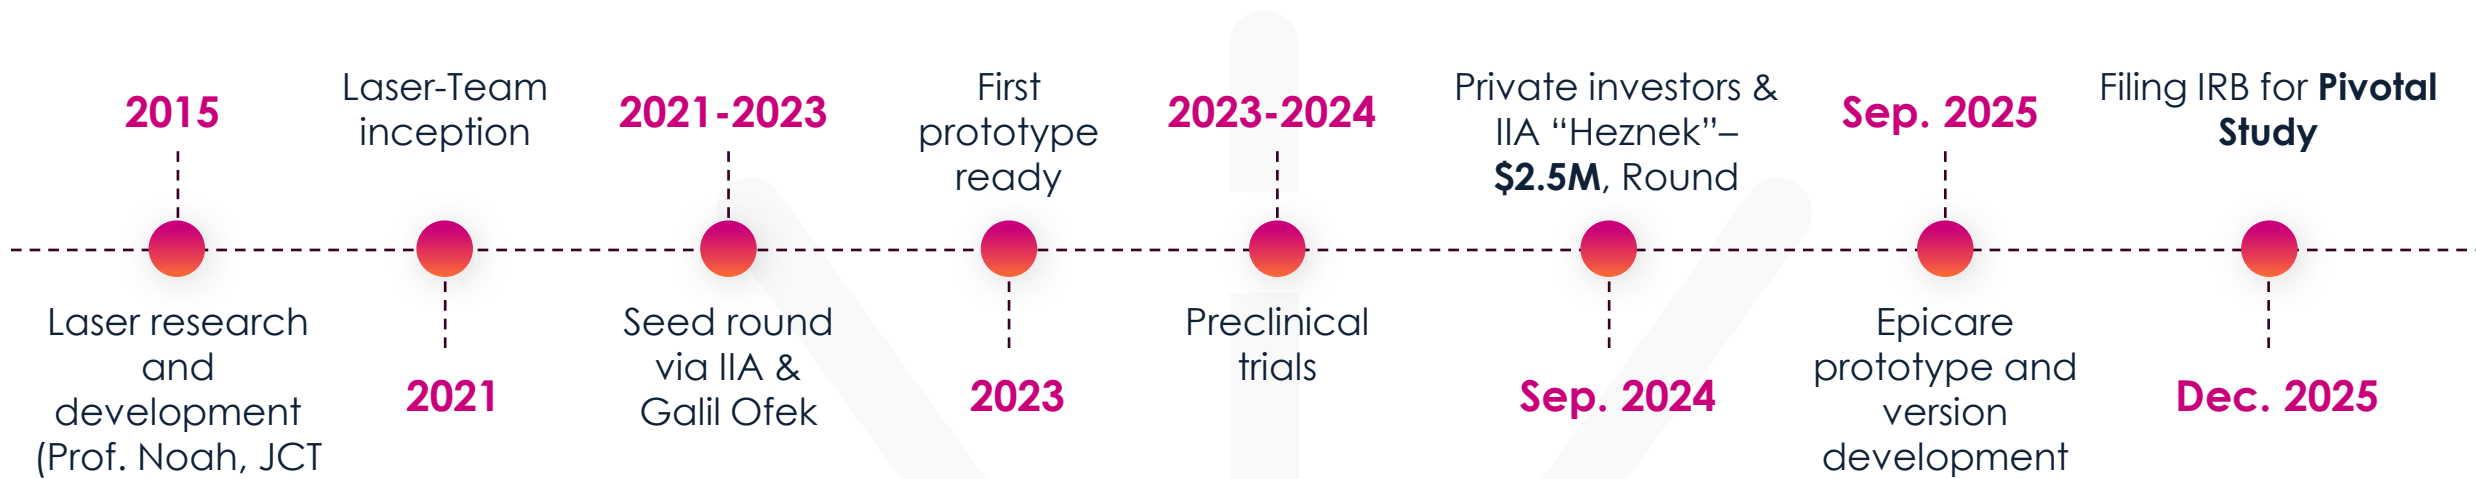 2015
Laser research
and
development
(Prof. Noah, JCT
Laser-Team
inception
2021
2021-2023
Seed round
via IIA &
Galil Ofek
First
prototype
ready
2023
2023-2024
Preclinical
trials
Private investors &
IIA “Heznek”–
$2.5M, Round
Sep. 2024
Sep. 2025
Epicare
prototype and
version
development
Filing IRB for Pivotal
Study
Dec. 2025